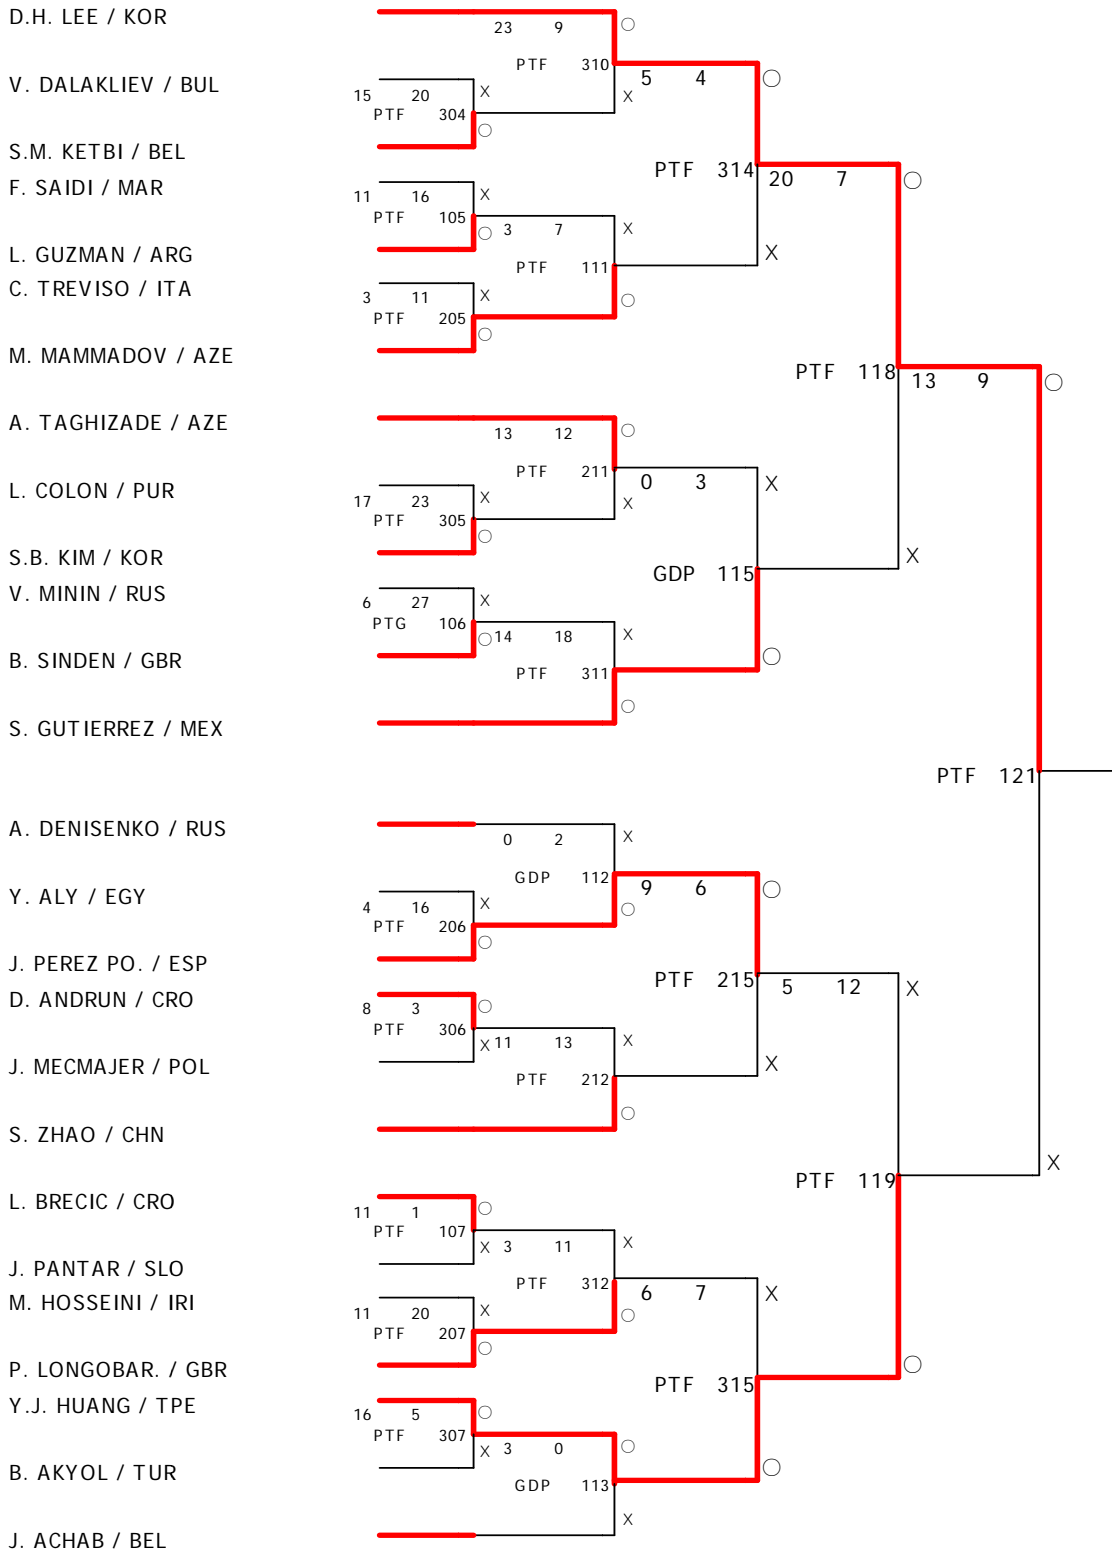 D.H. LEE / KOR
23 9 ○
PTF 310
5 4 ○
V. DALAKLIEV / BUL
15 20 X X
PTF 304
○
S.M. KETBI / BEL
PTF 314
20 7 ○
F. SAIDI / MAR
11 16 X
PTF 105
○ 3 7 X
L. GUZMAN / ARG
X
PTF 111
C. TREVISO / ITA
3 11 X ○
PTF 205
○
M. MAMMADOV / AZE
PTF 118
13 9 ○
A. TAGHIZADE / AZE
13 12 ○
PTF 211
0 3 X
L. COLON / PUR
17 23 X X
PTF 305
○
S.B. KIM / KOR
X
GDP 115
V. MININ / RUS
6 27 X
PTG 106
○ 14 18 X
B. SINDEN / GBR
○
PTF 311
○
S. GUTIERREZ / MEX
PTF 121
A. DENISENKO / RUS
0 2 X
GDP 112
9 6 ○
Y. ALY / EGY
4 16 X ○
PTF 206
○
J. PEREZ PO. / ESP
PTF 215
5 12 X
D. ANDRUN / CRO
8 3 ○
PTF 306
X 11 13 X
J. MECMAJER / POL
X
PTF 212
○
S. ZHAO / CHN
X
PTF 119
L. BRECIC / CRO
11 1 ○
PTF 107
X 3 11 X
J. PANTAR / SLO
PTF 312
6 7 X
M. HOSSEINI / IRI
11 20 X ○
PTF 207
○
P. LONGOBAR. / GBR
○
PTF 315
Y.J. HUANG / TPE
16 5 ○
PTF 307
X 3 0 ○
B. AKYOL / TUR
○
GDP 113
X
J. ACHAB / BEL